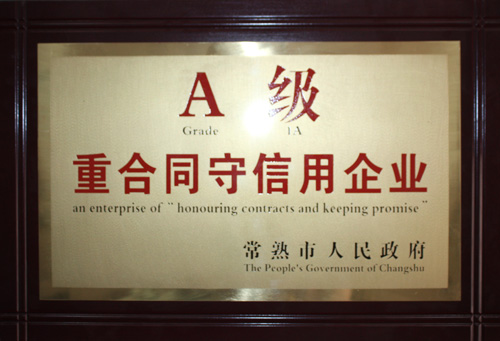 A 级
Grade 1A
重合同守信用企业
an enterprise of "honouring contracts and keeping promise"
常熟市人民政府
The People's Government of Changshu